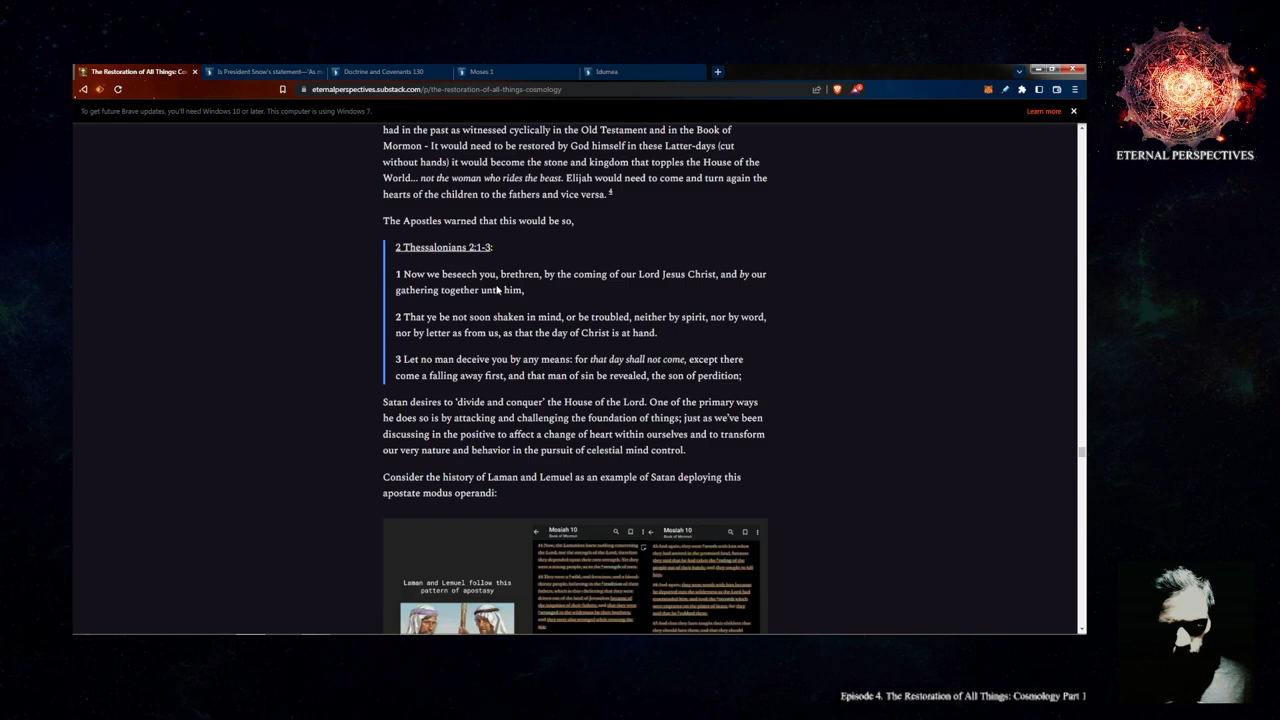 The Restoration of All Things: Co
Is President Snow's statement—'As m
Doctrine and Covenants 130
Moses 1
Idumea
eternalperspectives.substack.com/p/the-restoration-of-all-things-cosmology
To get future Brave updates, you'll need Windows 10 or later. This computer is using Windows 7.
Learn more
ETERNAL PERSPECTIVES
had in the past as witnessed cyclically in the Old Testament and in the Book of
Mormon - It would need to be restored by God himself in these Latter-days (cut
without hands) it would become the stone and kingdom that topples the House of the
World... not the woman who rides the beast. Elijah would need to come and turn again the
hearts of the children to the fathers and vice versa. 4
The Apostles warned that this would be so,
2 Thessalonians 2:1-3:
1 Now we beseech you, brethren, by the coming of our Lord Jesus Christ, and by our
gathering together unto him,
2 That ye be not soon shaken in mind, or be troubled, neither by spirit, nor by word,
nor by letter as from us, as that the day of Christ is at hand.
3 Let no man deceive you by any means: for that day shall not come, except there
come a falling away first, and that man of sin be revealed, the son of perdition;
Satan desires to 'divide and conquer' the House of the Lord. One of the primary ways
he does so is by attacking and challenging the foundation of things; just as we've been
discussing in the positive to affect a change of heart within ourselves and to transform
our very nature and behavior in the pursuit of celestial mind control.
Consider the history of Laman and Lemuel as an example of Satan deploying this
apostate modus operandi:
Laman and Lemuel follow this
pattern of apostasy
Mosiah 10
Book of Mormon
Mosiah 10
Book of Mormon
Episode 4. The Restoration of All Things: Cosmology Part 1